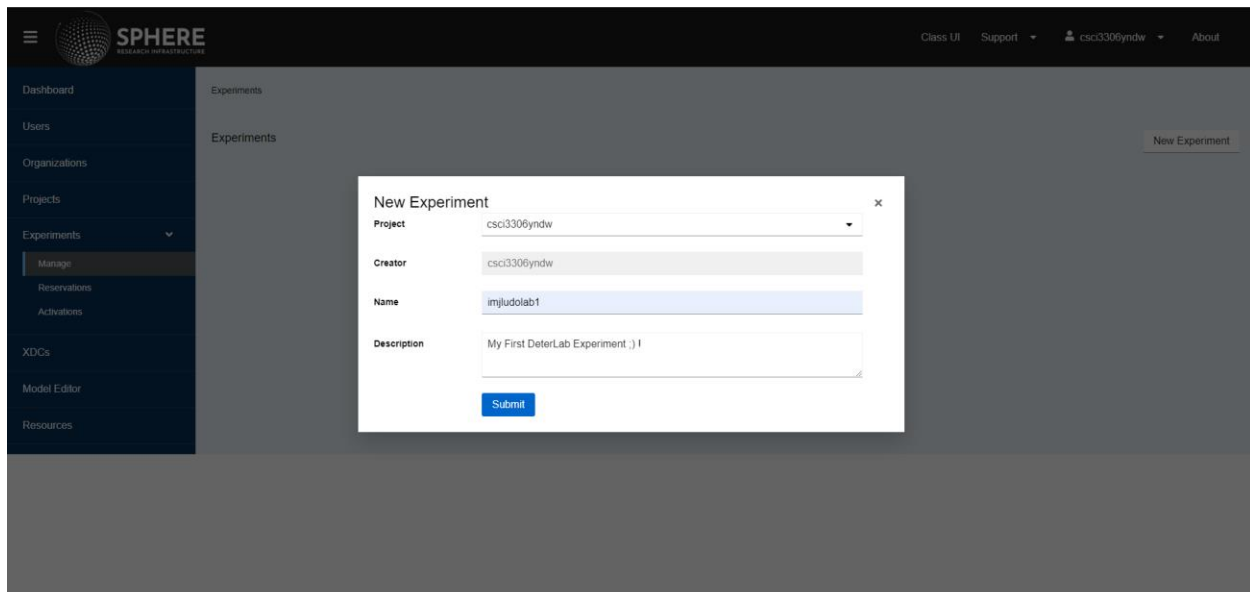 SPHERE
RESEARCH INFRASTRUCTURE
Class UI Support csci3306yndw About
Dashboard
Users
Organizations
Projects
Experiments
Manage
Reservations
Activations
XDCs
Model Editor
Resources
Experiments
Experiments
New Experiment
New Experiment ×
Project csci3306yndw
Creator csci3306yndw
Name imjludolab1
Description My First DeterLab Experiment ;) !
Submit